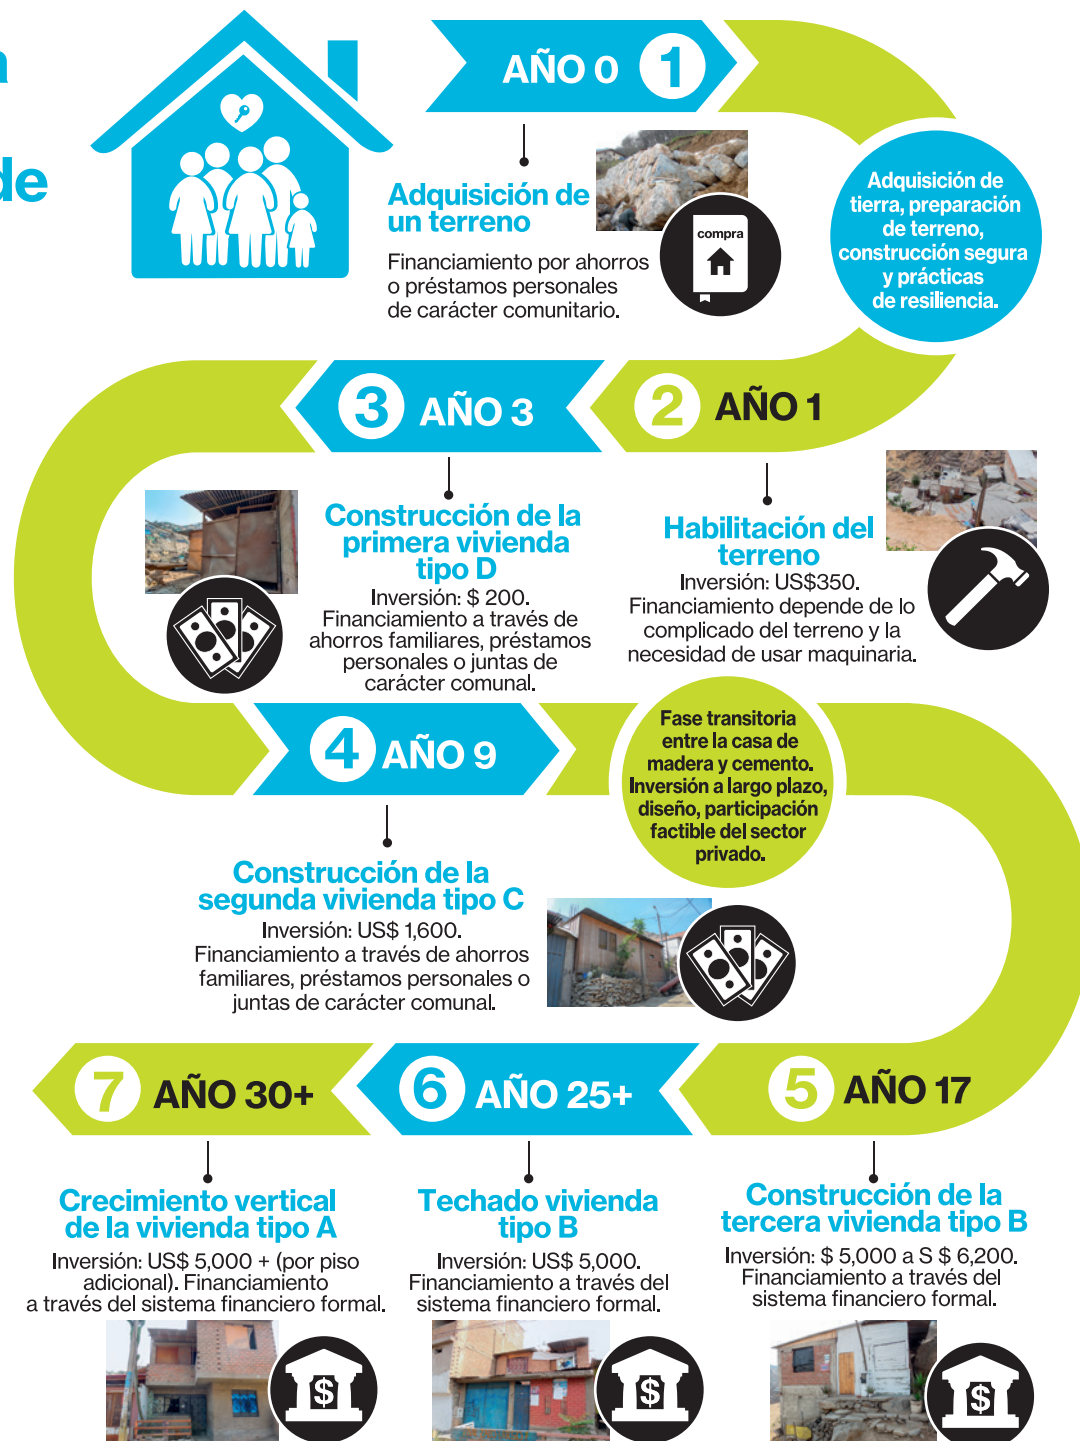 a
de
AÑO 0 1
Adquisición de
un terreno
Financiamiento por ahorros
o préstamos personales
de carácter comunitario.
compra
Adquisición de
tierra, preparación
de terreno,
construcción segura
y prácticas
de resiliencia.
2 AÑO 1
Habilitación del
terreno
Inversión: US$350.
Financiamiento depende de lo
complicado del terreno y la
necesidad de usar maquinaria.
3 AÑO 3
Construcción de la
primera vivienda
tipo D
Inversión: $ 200.
Financiamiento a través de
ahorros familiares, préstamos
personales o juntas de
carácter comunal.
4 AÑO 9
Construcción de la
segunda vivienda tipo C
Inversión: US$ 1,600.
Financiamiento a través de ahorros
familiares, préstamos personales o
juntas de carácter comunal.
Fase transitoria
entre la casa de
madera y cemento.
Inversión a largo plazo,
diseño, participación
factible del sector
privado.
5 AÑO 17
Construcción de la
tercera vivienda tipo B
Inversión: $ 5,000 a S $ 6,200.
Financiamiento a través del
sistema financiero formal.
$
6 AÑO 25+
Techado vivienda
tipo B
Inversión: US$ 5,000.
Financiamiento a través del
sistema financiero formal.
$
7 AÑO 30+
Crecimiento vertical
de la vivienda tipo A
Inversión: US$ 5,000 + (por piso
adicional). Financiamiento
a través del sistema financiero formal.
$